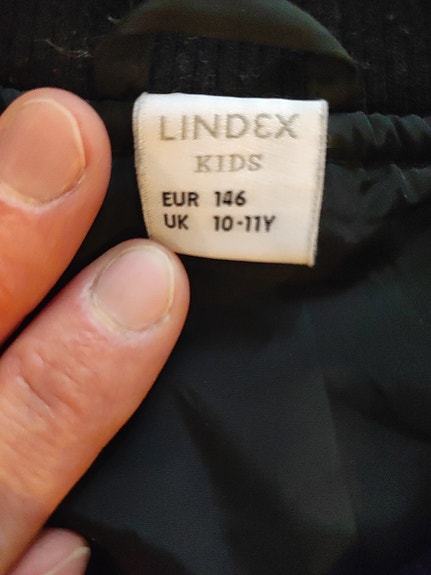 LINDEX
KIDS
EUR 146
UK 10-11Y